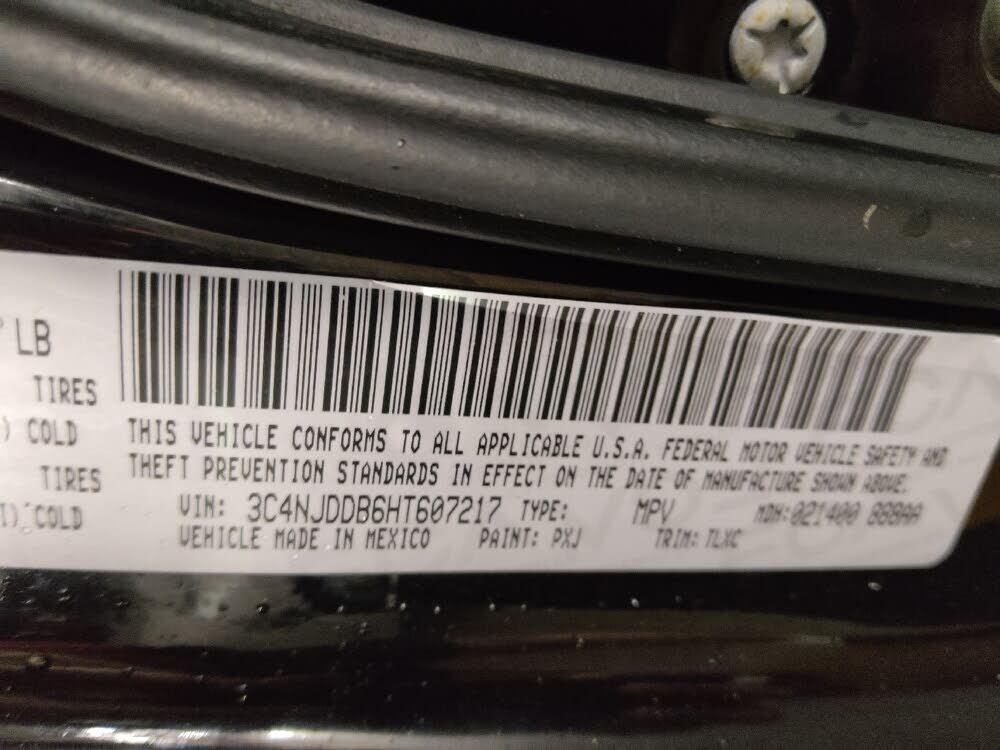 LB
TIRES
) COLD
TIRES
COLD
THIS VEHICLE CONFORMS TO ALL APPLICABLE U.S.A. FEDERAL MOTOR VEHICLE SAFETY AND
THEFT PREVENTION STANDARDS IN EFFECT ON THE DATE OF MANUFACTURE SHOWN ABOVE.
VIN: 3C4NJDDB6HT607217 TYPE: MPV MDH:021400 888AA
VEHICLE MADE IN MEXICO PAINT: PXJ TRIM: TLXC